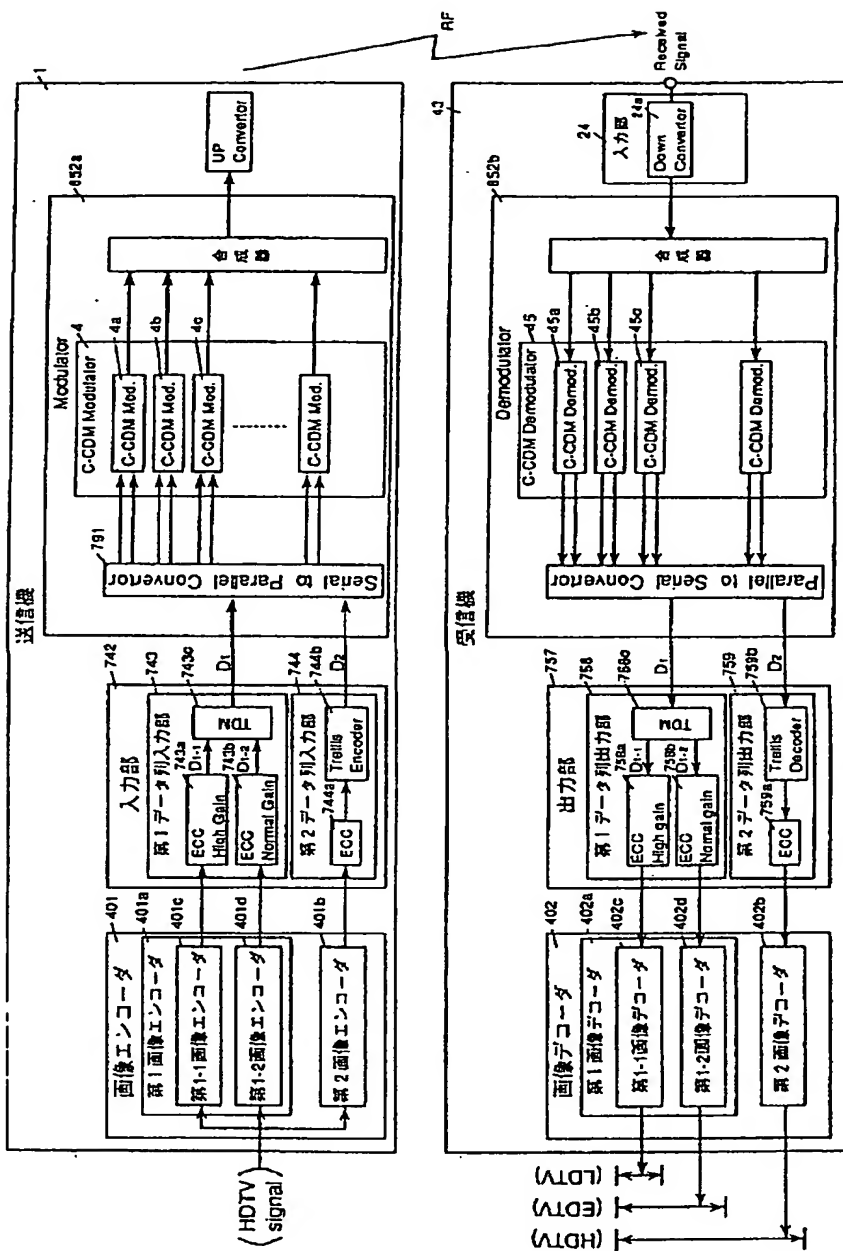 送信機
1
(HDTV signal)
画像エンコーダ
401
401a
第1画像エンコーダ
401c
第1-1画像エンコーダ
401d
第1-2画像エンコーダ
401b
第2画像エンコーダ
入力部
742
第1データ列入力部
743
743a
ECC High Gain
D1-1
743b
ECC Normal Gain
D1-2
743c
TDM
D1
第2データ列入力部
744
744a
ECC
744b
Trellis Encoder
D2
791
Serial to Parallel Convertor
Modulator
852a
C-CDM Modulator
4
4a
C-CDM Mod.
4b
C-CDM Mod.
4c
C-CDM Mod.
C-CDM Mod.
合成器
UP Convertor
RF
受信機
43
Received Signal
24
入力部
24a
Down Convertor
852b
合成器
Demodulator
C-CDM Demodulator
45
45a
C-CDM Demod.
45b
C-CDM Demod.
45c
C-CDM Demod.
C-CDM Demod.
Parallel to Serial Convertor
出力部
757
第1データ列出力部
758
D1
TDM
758a
D1-1
ECC High gain
758b
D1-2
ECC Normal gain
第2データ列出力部
759
D2
759b
Trellis Decoder
759a
ECC
画像デコーダ
402
402a
第1画像デコーダ
402c
第1-1画像デコーダ
402d
第1-2画像デコーダ
402b
第2画像デコーダ
(LDTV)
(EDTV)
(HDTV)